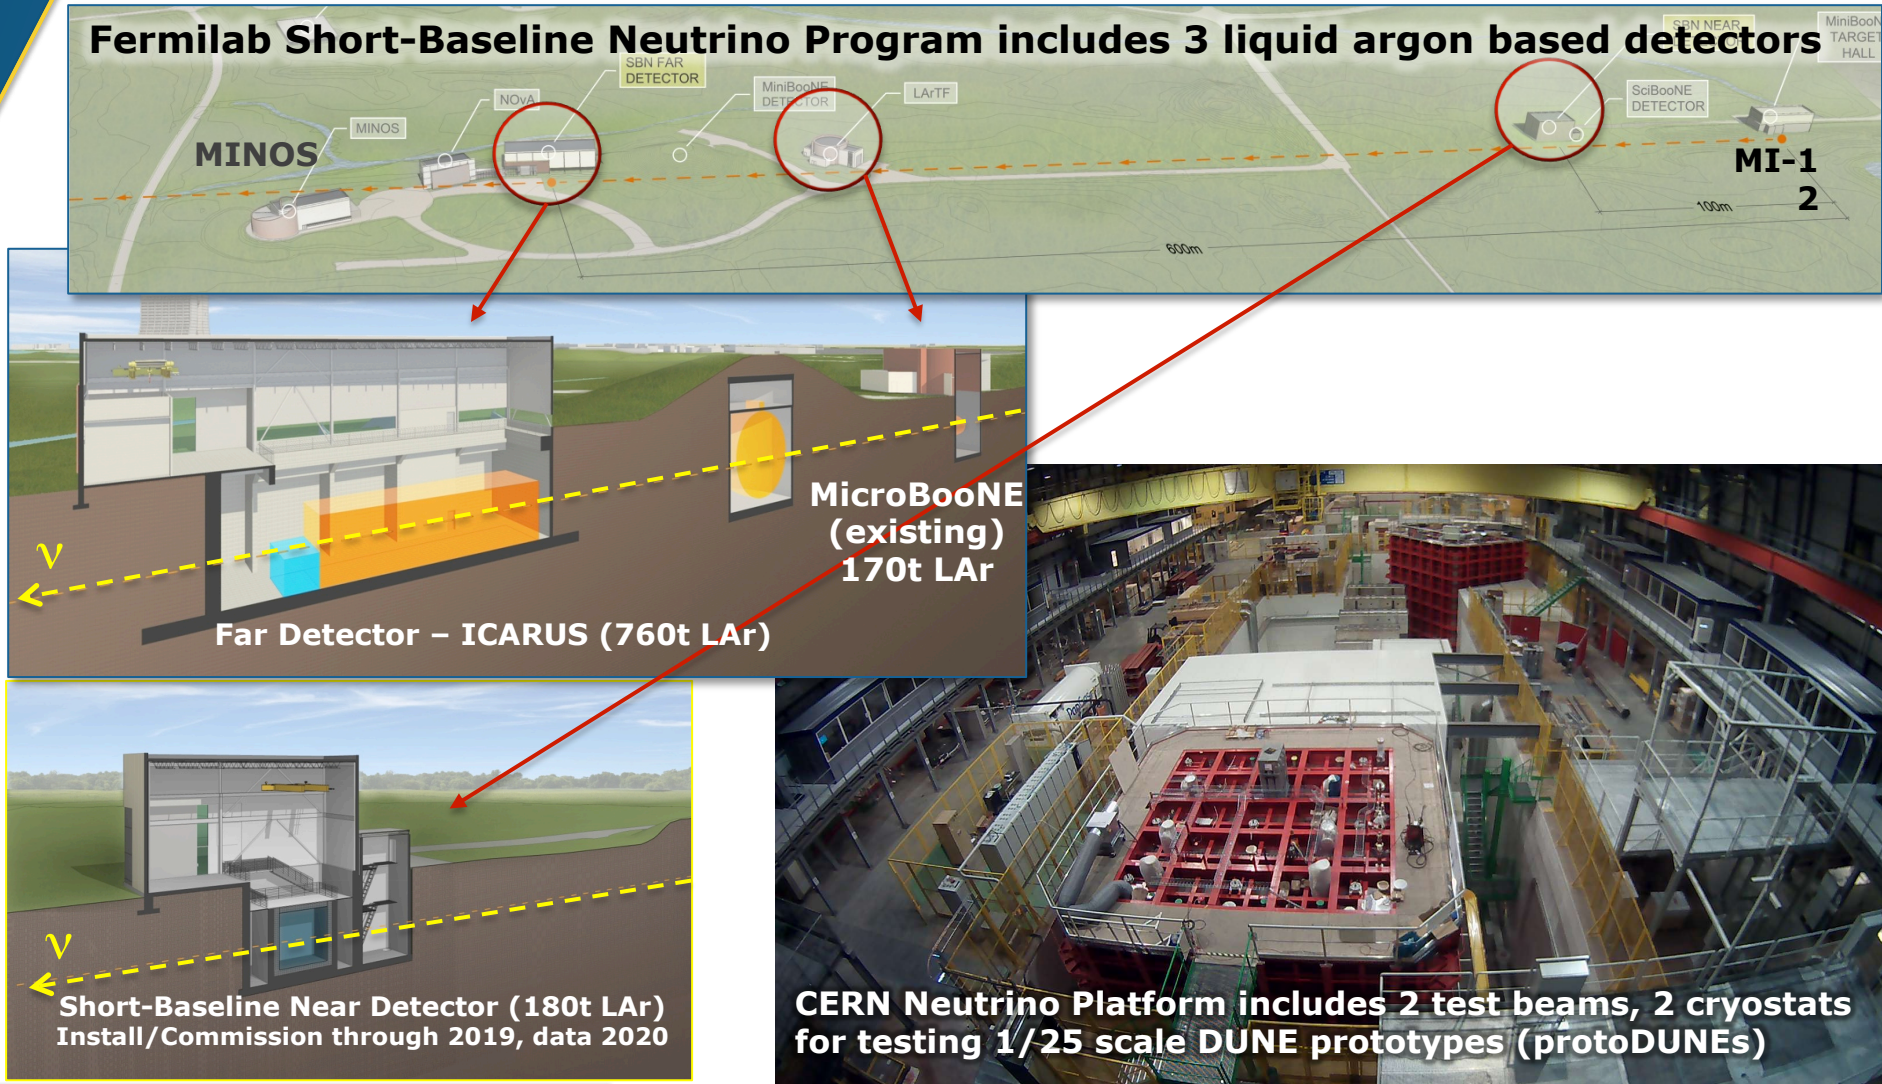 Fermilab Short-Baseline Neutrino Program includes 3 liquid argon based detectors
SBN NEAR
MiniBooN
TARGET
HALL
SBN FAR
DETECTOR
MiniBooNE
DETECTOR
LArTF
SciBooNE
DETECTOR
NOvA
MINOS
MINOS
MI-1
2
100m
600m
MicroBooNE
(existing)
170t LAr
ν
Far Detector – ICARUS (760t LAr)
ν
Short-Baseline Near Detector (180t LAr)
Install/Commission through 2019, data 2020
CERN Neutrino Platform includes 2 test beams, 2 cryostats
for testing 1/25 scale DUNE prototypes (protoDUNEs)